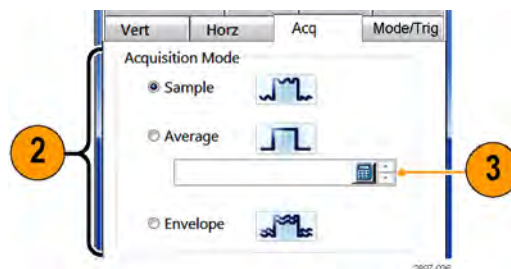 Vert Horz Acq Mode/Trig
Acquisition Mode
Sample
Average
2
3
Envelope